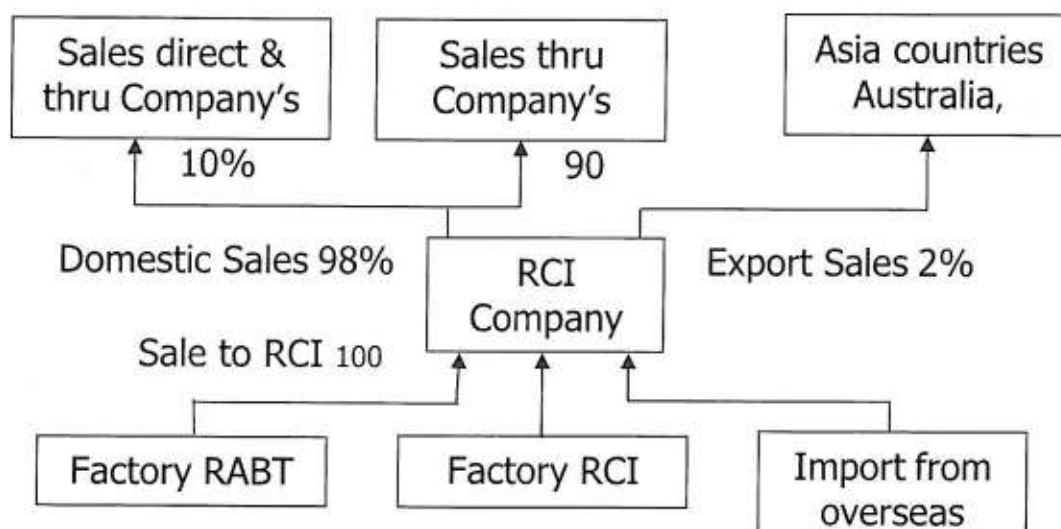 Sales direct &
thru Company's
Sales thru
Company's
Asia countries
Australia,
10%
90
Domestic Sales 98%
RCI
Company
Export Sales 2%
Sale to RCI 100
Factory RABT
Factory RCI
Import from
overseas